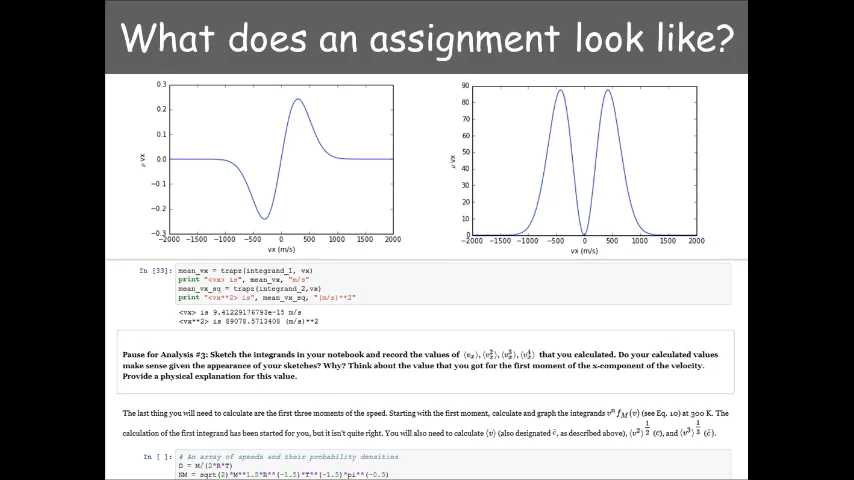 What does an assignment look like?
0.3
0.2
0.1
0.0
−0.1
−0.2
−0.3
ρ vx
−2000 −1500 −1000 −500 0 500 1000 1500 2000
vx (m/s)
90
80
70
60
50
40
30
20
10
0
ρ vx
−2000 −1500 −1000 −500 0 500 1000 1500 2000
vx (m/s)
In [33]: mean_vx = trapz(integrand_1, vx)
print "<vx> is", mean_vx, "m/s"
mean_vx_sq = trapz(integrand_2,vx)
print "<vx**2> is", mean_vx_sq, "(m/s)**2"
<vx> is 9.41229176793e-15 m/s
<vx**2> is 89078.5713408 (m/s)**2
Pause for Analysis #3: Sketch the integrands in your notebook and record the values of ⟨vₓ⟩, ⟨vₓ²⟩, ⟨vₓ³⟩, ⟨vₓ⁴⟩ that you calculated. Do your calculated values
make sense given the appearance of your sketches? Why? Think about the value that you got for the first moment of the x-component of the velocity.
Provide a physical explanation for this value.
The last thing you will need to calculate are the first three moments of the speed. Starting with the first moment, calculate and graph the integrands vⁿ f_M(v) (see Eq. 10) at 300 K. The
calculation of the first integrand has been started for you, but it isn't quite right. You will also need to calculate ⟨v⟩ (also designated c̄, as described above), ⟨v²⟩^(1/2) (c), and ⟨v³⟩^(1/3) (c̄).
In [ ]: # An array of speeds and their probability densities
D = M/(2*R*T)
NM = sqrt(2)*M**1.5*R**(-1.5)*T**(-1.5)*pi**(-0.5)